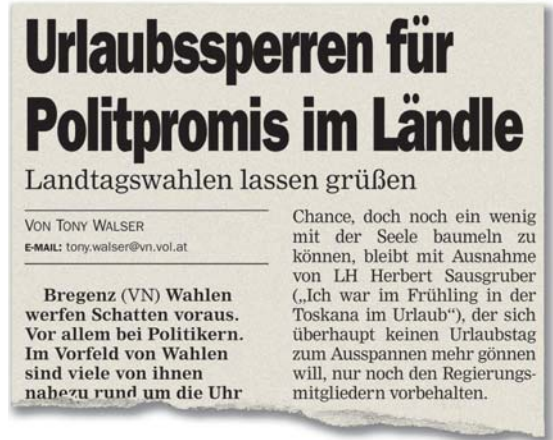 Urlaubssperren für
Politpromis im Ländle
Landtagswahlen lassen grüßen
VON TONY WALSER
E-MAIL: tony.walser@vn.vol.at
Bregenz (VN) Wahlen
werfen Schatten voraus.
Vor allem bei Politikern.
Im Vorfeld von Wahlen
sind viele von ihnen
nahezu rund um die Uhr
Chance, doch noch ein wenig
mit der Seele baumeln zu
können, bleibt mit Ausnahme
von LH Herbert Sausgruber
(„Ich war im Frühling in der
Toskana im Urlaub“), der sich
überhaupt keinen Urlaubstag
zum Ausspannen mehr gönnen
will, nur noch den Regierungs-
mitgliedern vorbehalten.